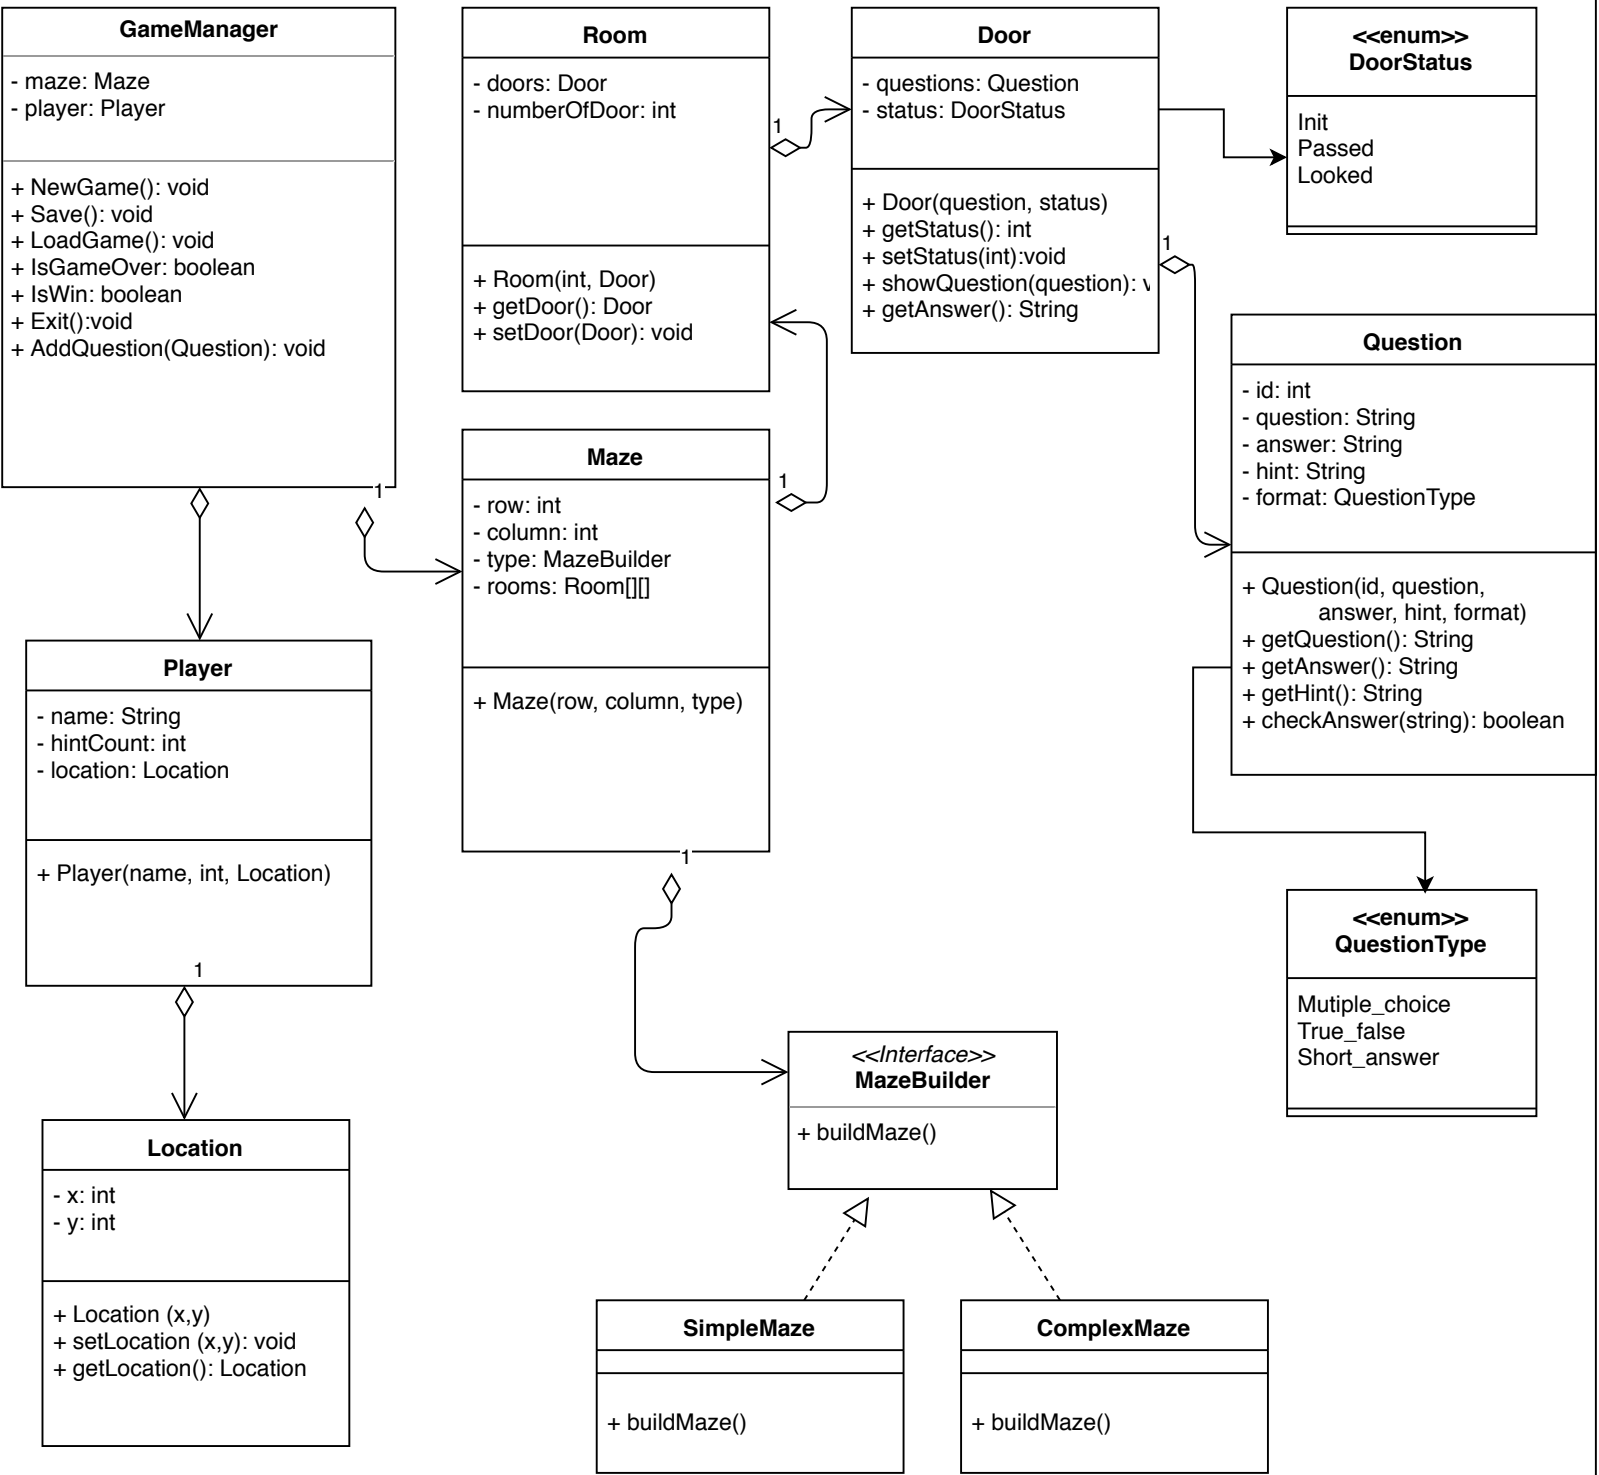 GameManager
- maze: Maze
- player: Player
+ NewGame(): void
+ Save(): void
+ LoadGame(): void
+ IsGameOver: boolean
+ IsWin: boolean
+ Exit():void
+ AddQuestion(Question): void
1
Room
- doors: Door
- numberOfDoor: int
+ Room(int, Door)
+ getDoor(): Door
+ setDoor(Door): void
1
Door
- questions: Question
- status: DoorStatus
+ Door(question, status)
+ getStatus(): int
+ setStatus(int):void
+ showQuestion(question): v
+ getAnswer(): String
1
<<enum>>
DoorStatus
Init
Passed
Looked
Question
- id: int
- question: String
- answer: String
- hint: String
- format: QuestionType
+ Question(id, question,
answer, hint, format)
+ getQuestion(): String
+ getAnswer(): String
+ getHint(): String
+ checkAnswer(string): boolean
Maze
- row: int
- column: int
- type: MazeBuilder
- rooms: Room[][]
+ Maze(row, column, type)
1
1
Player
- name: String
- hintCount: int
- location: Location
+ Player(name, int, Location)
1
<<enum>>
QuestionType
Mutiple_choice
True_false
Short_answer
<<Interface>>
MazeBuilder
+ buildMaze()
Location
- x: int
- y: int
+ Location (x,y)
+ setLocation (x,y): void
+ getLocation(): Location
SimpleMaze
+ buildMaze()
ComplexMaze
+ buildMaze()